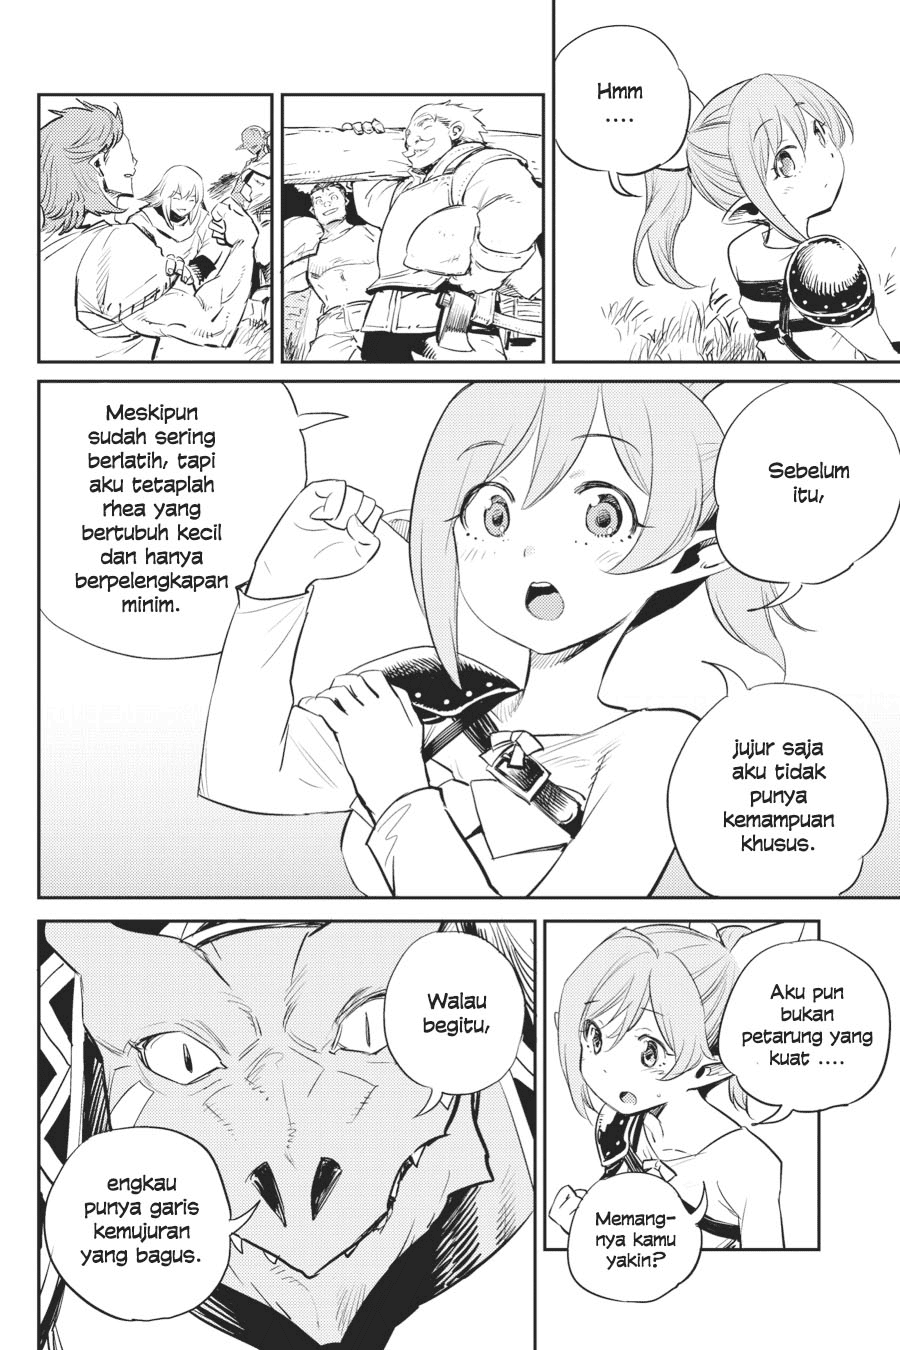 Hmm
....
Sebelum
itu,
jujur saja
aku tidak
punya
kemampuan
khusus.
Meskipun
sudah sering
berlatih, tapi
aku tetaplah
rhea yang
bertubuh kecil
dan hanya
berpelengkapan
minim.
Aku pun
bukan
petarung yang
kuat ....
Memang-
nya kamu
yakin?
Walau
begitu,
engkau
punya garis
kemujuran
yang bagus.